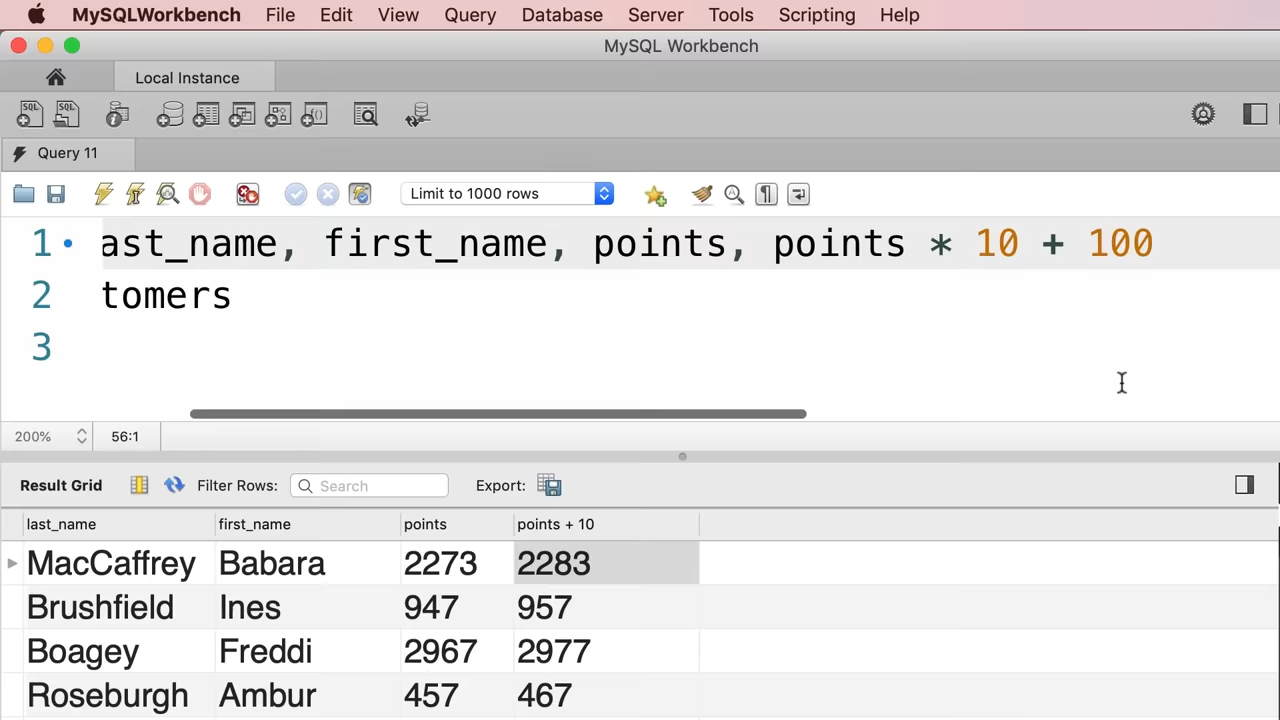 MySQLWorkbench File Edit View Query Database Server Tools Scripting Help
MySQL Workbench
Local Instance
SQL SQL
Query 11
Limit to 1000 rows
1 ast_name, first_name, points, points * 10 + 100
2 tomers
3
200% 56:1
Result Grid Filter Rows: Search Export:
last_name first_name points points + 10
MacCaffrey Babara 2273 2283
Brushfield Ines 947 957
Boagey Freddi 2967 2977
Roseburgh Ambur 457 467